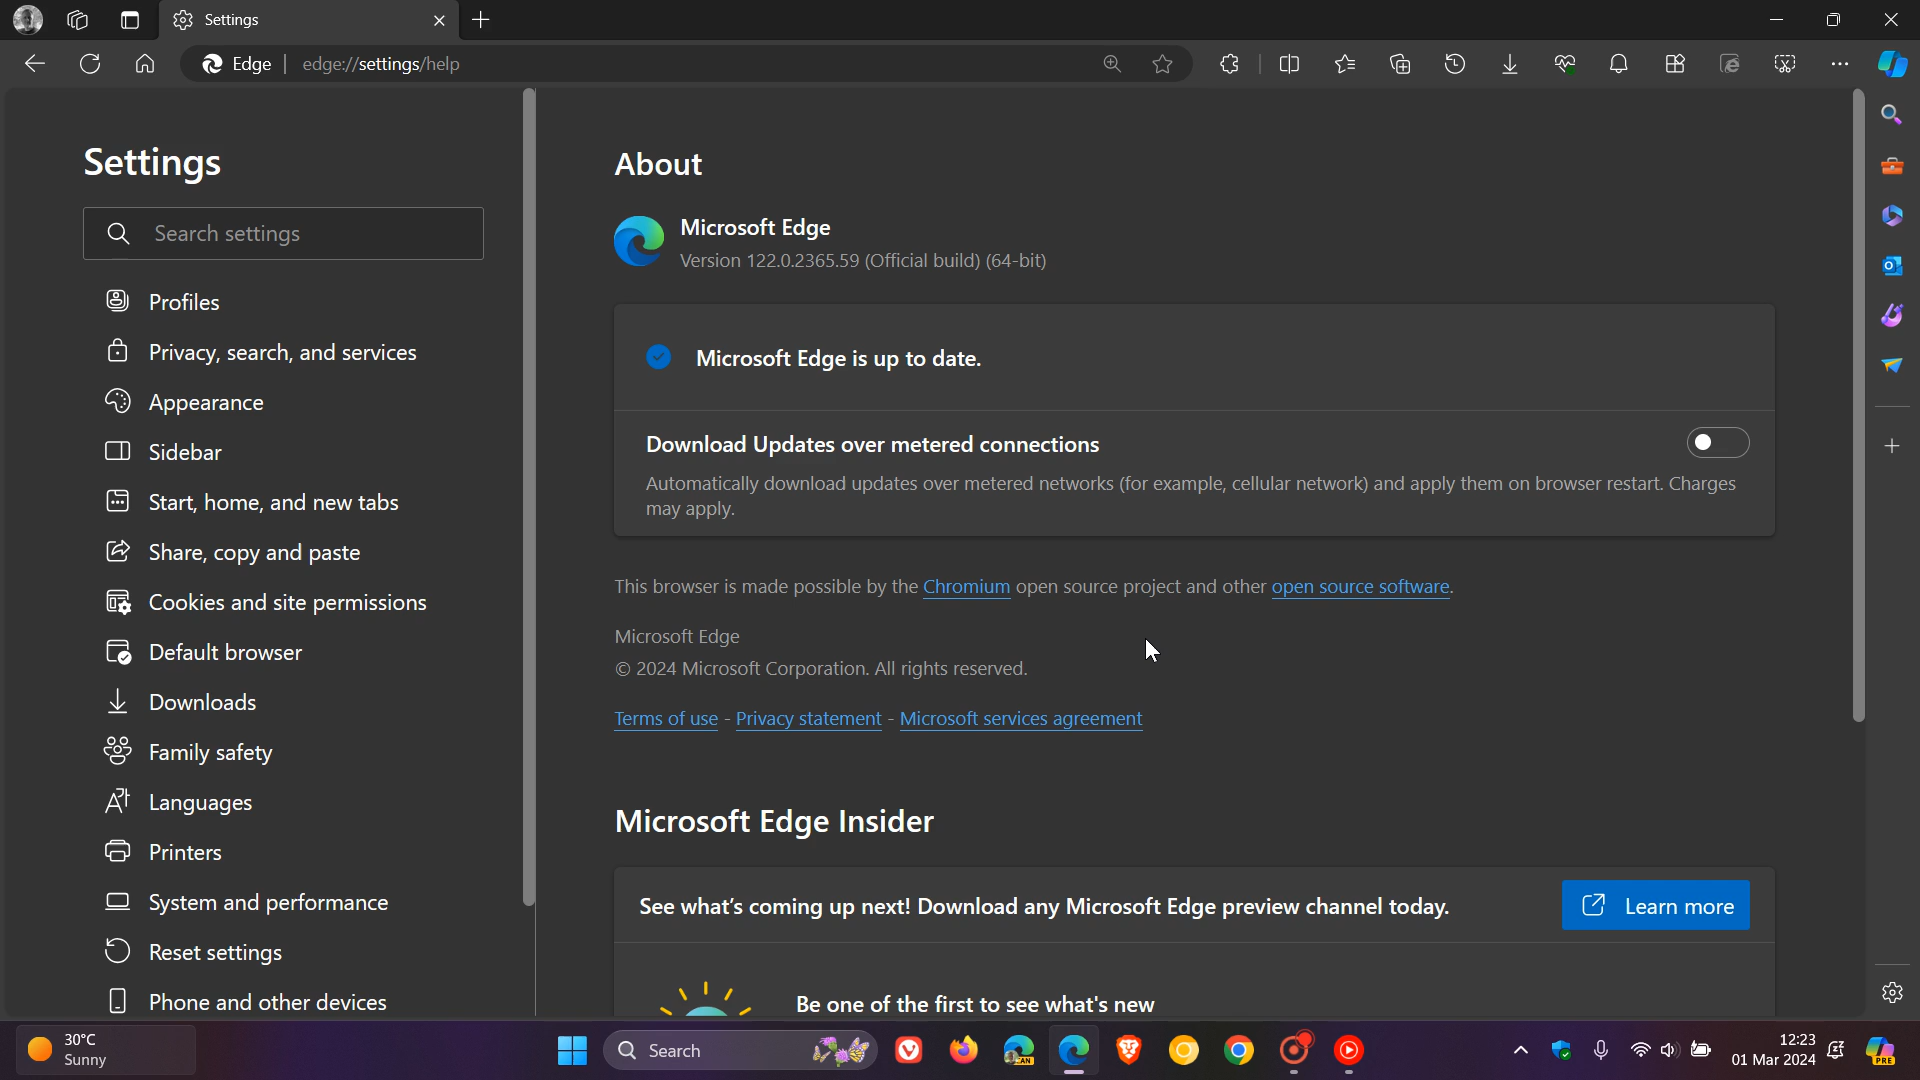 Settings
Edge
edge://settings/help
Settings
Search settings
Profiles
Privacy, search, and services
Appearance
Sidebar
Start, home, and new tabs
Share, copy and paste
Cookies and site permissions
Default browser
Downloads
Family safety
Languages
Printers
System and performance
Reset settings
Phone and other devices
About
Microsoft Edge
Version 122.0.2365.59 (Official build) (64-bit)
Microsoft Edge is up to date.
Download Updates over metered connections
Automatically download updates over metered networks (for example, cellular network) and apply them on browser restart. Charges
may apply.
This browser is made possible by the Chromium open source project and other open source software.
Microsoft Edge
© 2024 Microsoft Corporation. All rights reserved.
Terms of use - Privacy statement - Microsoft services agreement
Microsoft Edge Insider
See what's coming up next! Download any Microsoft Edge preview channel today.
Learn more
Be one of the first to see what's new
30°C
Sunny
Search
CAN
12:23
01 Mar 2024
PRE